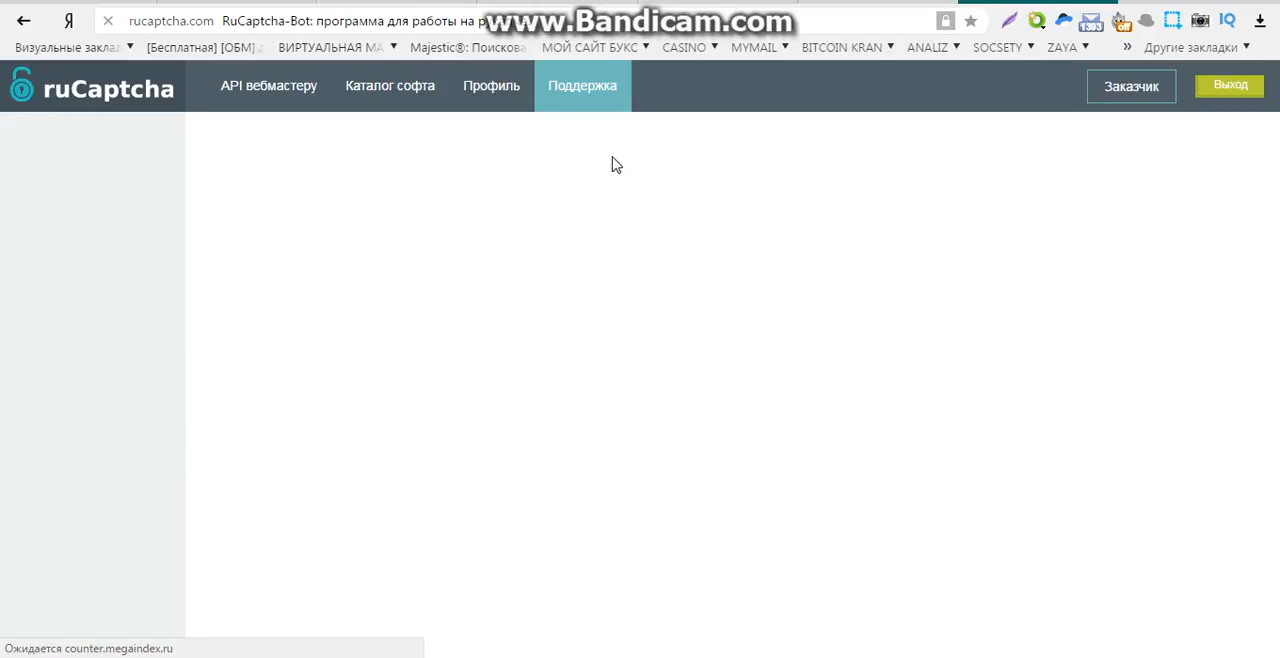 www.Bandicam.com
Я rucaptcha.com RuCaptcha-Bot: программа для работы на
Визуальные заклад [Бесплатная] [ОБМ] ВИРТУАЛЬНАЯ МА Majestic®: Поискова МОЙ САЙТ БУКС CASINO MYMAIL BITCOIN KRAN ANALIZ SOCSETY ZAYA » Другие закладки
ruCaptcha API вебмастеру Каталог софта Профиль Поддержка Заказчик Выход
Ожидается counter.megaindex.ru